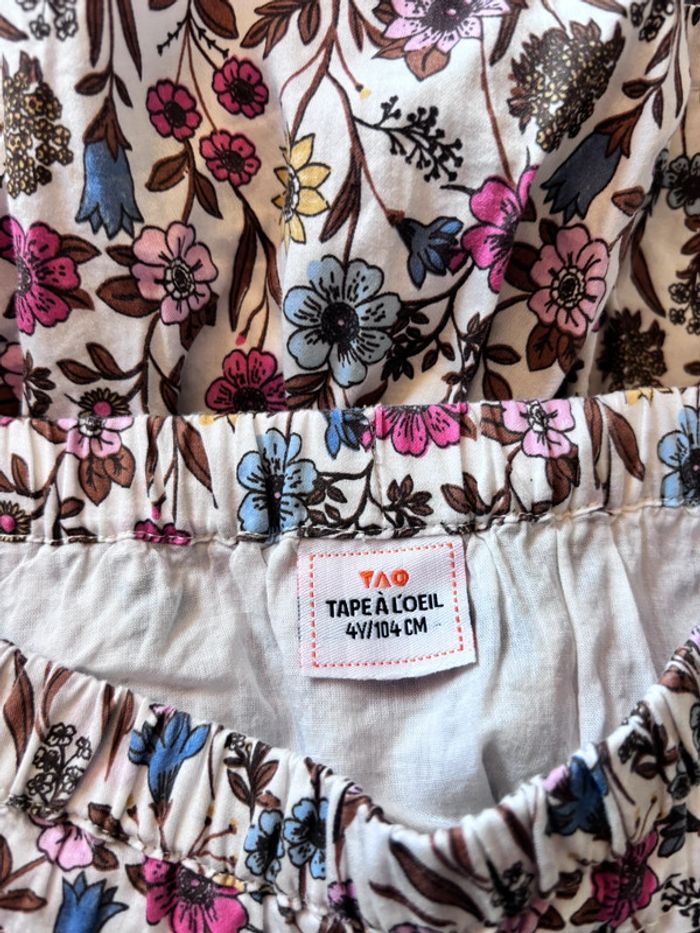 TAO
TAPE À L'OEIL
4Y/104 CM